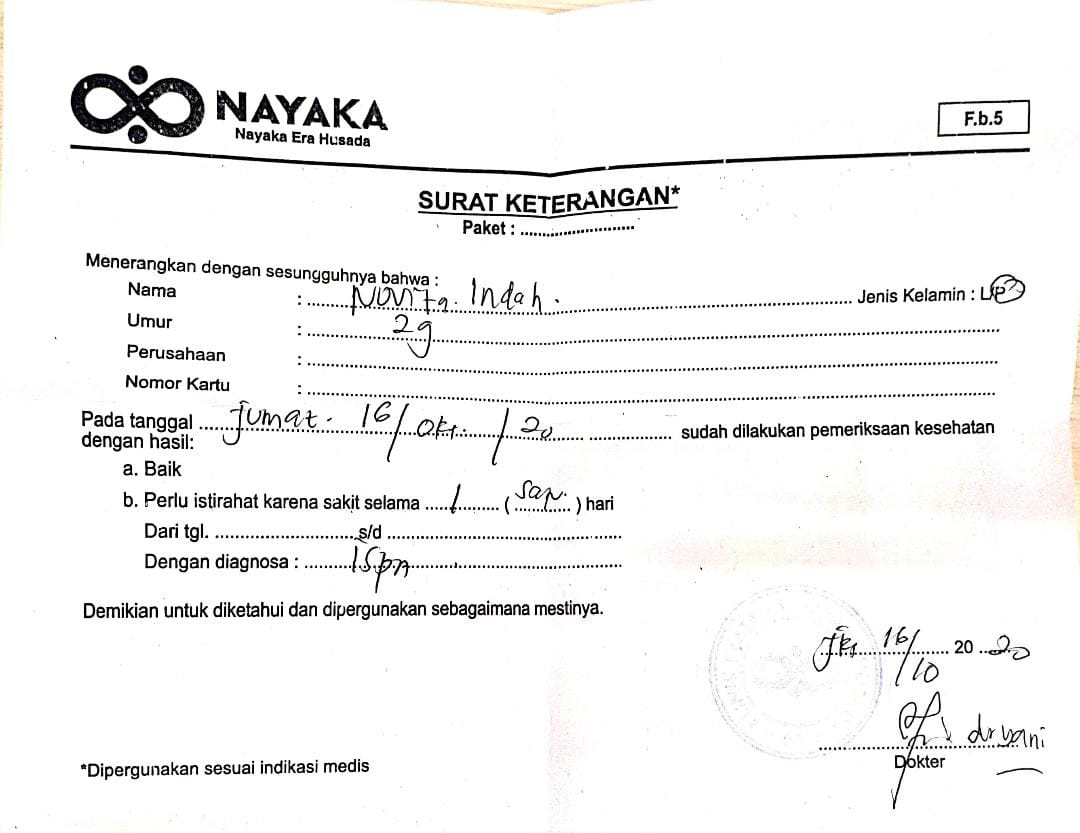 NAYAKA
Nayaka Era Husada
F.b.5
SURAT KETERANGAN*
Paket : ..........................
Menerangkan dengan sesungguhnya bahwa :
Nama : Novita Indah. Jenis Kelamin : L/P
Umur : 29
Perusahaan :
Nomor Kartu :
Pada tanggal Jumat. 16/Okt./20 sudah dilakukan pemeriksaan kesehatan
dengan hasil:
a. Baik
b. Perlu istirahat karena sakit selama 1 (Satu) hari
Dari tgl. s/d
Dengan diagnosa : ISPA
Demikian untuk diketahui dan dipergunakan sebagaimana mestinya.
Jkt 16/10 2020
dr yani
Dokter
*Dipergunakan sesuai indikasi medis